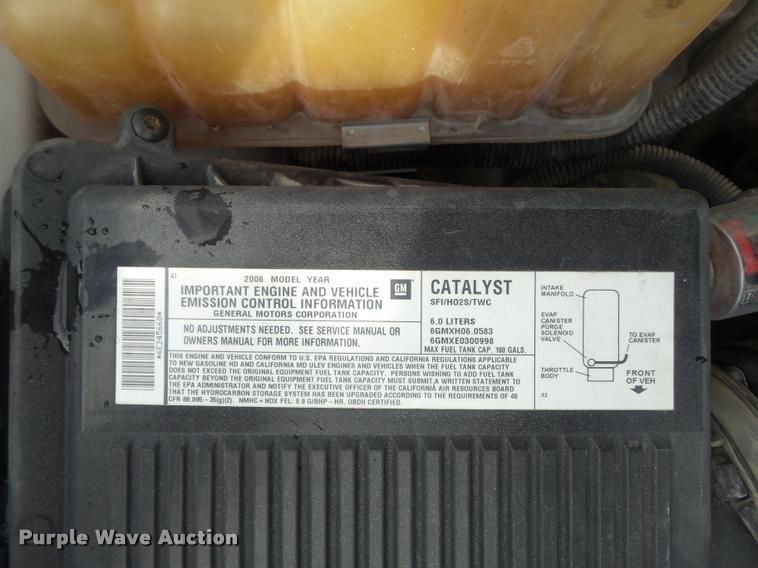 *6E245660*
A1
2006 MODEL YEAR
IMPORTANT ENGINE AND VEHICLE
EMISSION CONTROL INFORMATION
GENERAL MOTORS CORPORATION
GM
NO ADJUSTMENTS NEEDED. SEE SERVICE MANUAL OR
OWNERS MANUAL FOR MORE INFORMATION.
CATALYST
SFI/HO2S/TWC
6.0 LITERS
6GMXH06.0583
6GMXE0300998
MAX FUEL TANK CAP. 100 GALS.
THIS ENGINE AND VEHICLE CONFORM TO U.S. EPA REGULATIONS AND CALIFORNIA REGULATIONS APPLICABLE
TO NEW GASOLINE HD AND CALIFORNIA MD ULEV ENGINES AND VEHICLES WHEN THE FUEL TANK CAPACITY
DOES NOT EXCEED THE ORIGINAL EQUIPMENT FUEL TANK CAPACITY. PERSONS WISHING TO ADD FUEL TANK
CAPACITY BEYOND THE ORIGINAL EQUIPMENT FUEL TANK CAPACITY MUST SUBMIT A WRITTEN STATEMENT TO
THE EPA ADMINISTRATOR AND NOTIFY THE EXECUTIVE OFFICER OF THE CALIFORNIA AIR RESOURCES BOARD
THAT THE HYDROCARBON STORAGE SYSTEM HAS BEEN UPGRADED ACCORDING TO THE REQUIREMENTS OF 40
CFR 86.095-35(g)(2). NMHC+NOX FEL: 0.8 G/BHP-HR. OBDII CERTIFIED.
INTAKE
MANIFOLD
EVAP
CANISTER
PURGE
SOLENOID
VALVE
TO EVAP
CANISTER
THROTTLE
BODY
FRONT
OF VEH
32
Purple Wave Auction